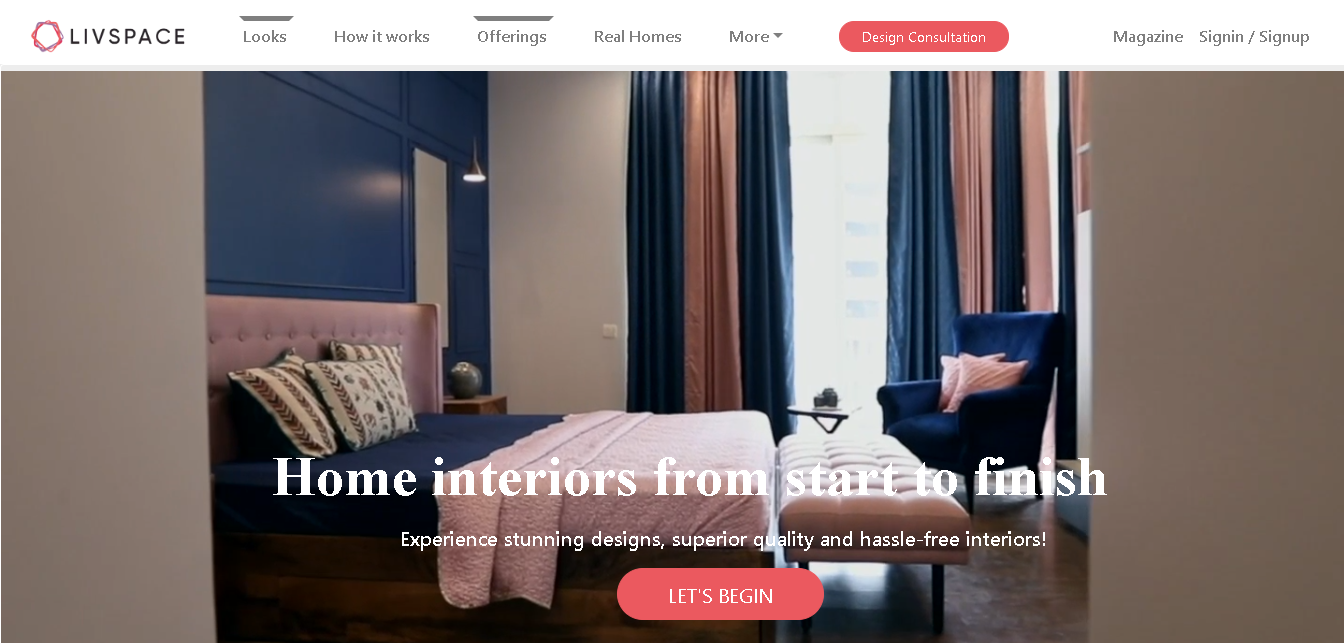 LIVSPACE
Looks
How it works
Offerings
Real Homes
More
Design Consultation
Magazine
Signin / Signup
Home interiors from start to finish
Experience stunning designs, superior quality and hassle-free interiors!
LET'S BEGIN